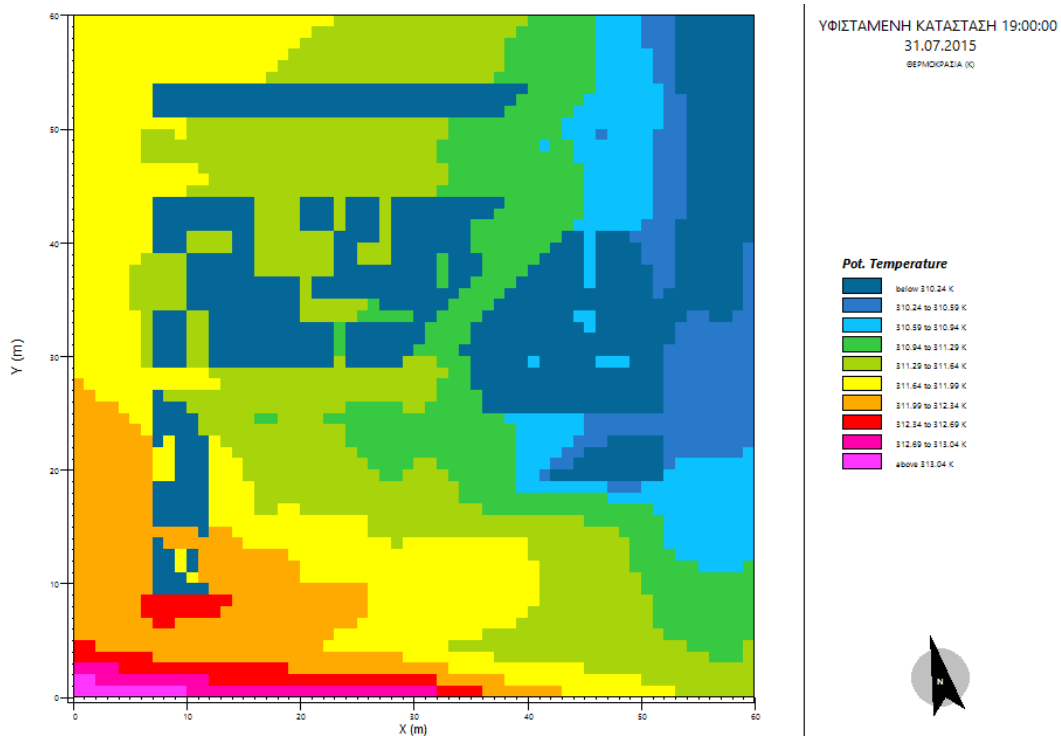 ΥΦΙΣΤΑΜΕΝΗ ΚΑΤΑΣΤΑΣΗ 19:00:00
31.07.2015
ΘΕΡΜΟΚΡΑΣΙΑ (K)
60
50
40
30
20
10
0
Y (m)
0 10 20 30 40 50 60
X (m)
Pot. Temperature
below 310.24 K
310.24 to 310.59 K
310.59 to 310.94 K
310.94 to 311.29 K
311.29 to 311.64 K
311.64 to 311.99 K
311.99 to 312.34 K
312.34 to 312.69 K
312.69 to 313.04 K
above 313.04 K
N